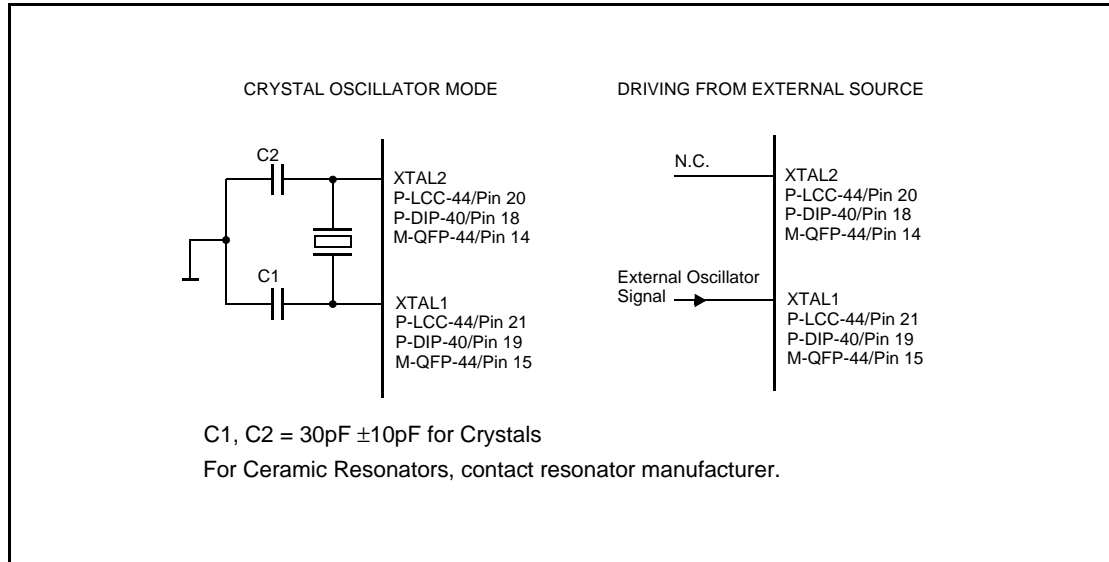 CRYSTAL OSCILLATOR MODE
C2
XTAL2
P-LCC-44/Pin 20
P-DIP-40/Pin 18
M-QFP-44/Pin 14
C1
XTAL1
P-LCC-44/Pin 21
P-DIP-40/Pin 19
M-QFP-44/Pin 15
DRIVING FROM EXTERNAL SOURCE
N.C.
XTAL2
P-LCC-44/Pin 20
P-DIP-40/Pin 18
M-QFP-44/Pin 14
External Oscillator
Signal
XTAL1
P-LCC-44/Pin 21
P-DIP-40/Pin 19
M-QFP-44/Pin 15
C1, C2 = 30pF ±10pF for Crystals
For Ceramic Resonators, contact resonator manufacturer.